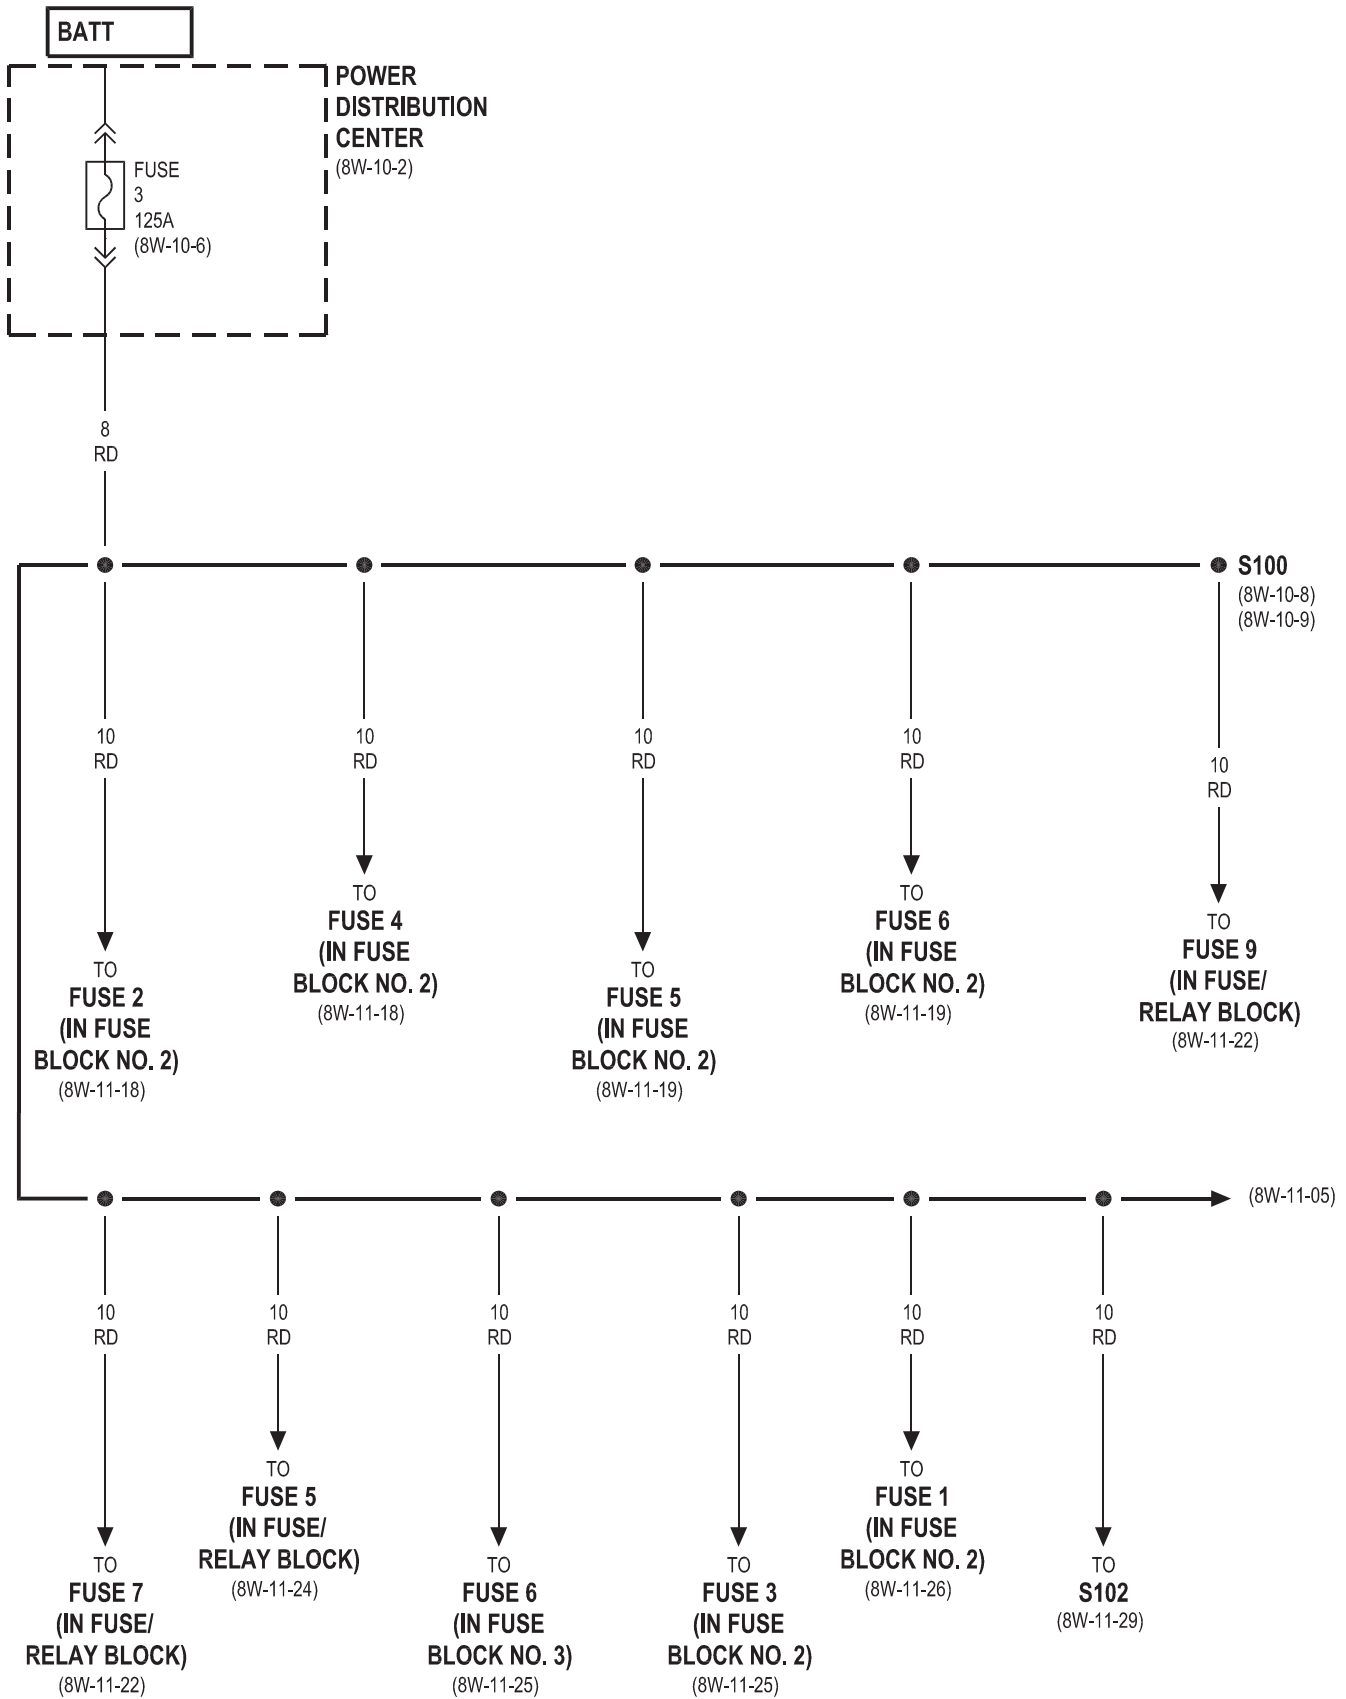 BATT
POWER
DISTRIBUTION
CENTER
(8W-10-2)
FUSE
3
125A
(8W-10-6)
8
RD
S100
(8W-10-8)
(8W-10-9)
10
RD
TO
FUSE 2
(IN FUSE
BLOCK NO. 2)
(8W-11-18)
10
RD
TO
FUSE 4
(IN FUSE
BLOCK NO. 2)
(8W-11-18)
10
RD
TO
FUSE 5
(IN FUSE
BLOCK NO. 2)
(8W-11-19)
10
RD
TO
FUSE 6
(IN FUSE
BLOCK NO. 2)
(8W-11-19)
10
RD
TO
FUSE 9
(IN FUSE/
RELAY BLOCK)
(8W-11-22)
(8W-11-05)
10
RD
TO
FUSE 7
(IN FUSE/
RELAY BLOCK)
(8W-11-22)
10
RD
TO
FUSE 5
(IN FUSE/
RELAY BLOCK)
(8W-11-24)
10
RD
TO
FUSE 6
(IN FUSE
BLOCK NO. 3)
(8W-11-25)
10
RD
TO
FUSE 3
(IN FUSE
BLOCK NO. 2)
(8W-11-25)
10
RD
TO
FUSE 1
(IN FUSE
BLOCK NO. 2)
(8W-11-26)
10
RD
TO
S102
(8W-11-29)